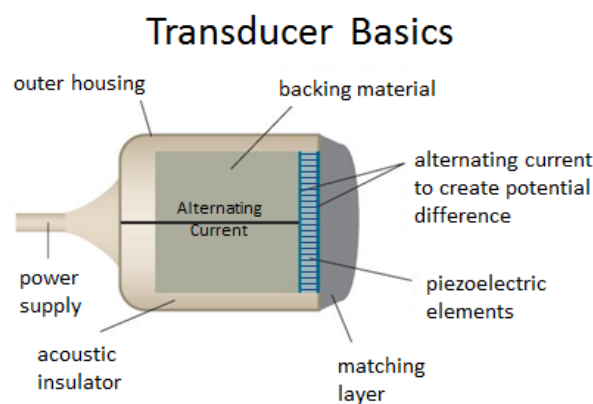 Transducer Basics
outer housing
backing material
alternating current
to create potential
difference
Alternating
Current
power
supply
piezoelectric
elements
acoustic
insulator
matching
layer